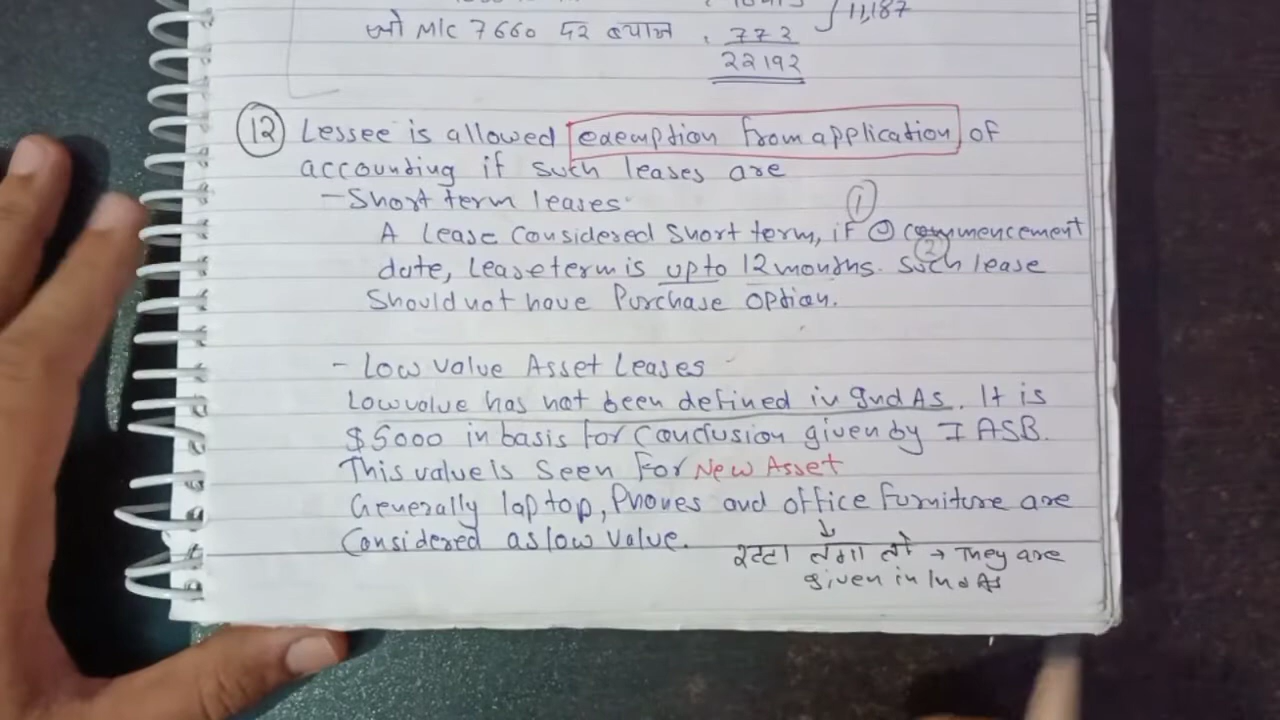 11,187
जो M/C 7660 पर ब्याज , 772
22192
12 Lessee is allowed exemption from application of
accounting if such leases are
- Short term leases
1
A Lease Considered Short term, if @ commencement
2
date, Lease term is upto 12 months. Such lease
Should not have Purchase Option.
- Low value Asset Leases -
Low value has not been defined in Ind AS. It is
$5000 in basis for Conclusion given by IASB.
This value is Seen For New Asset
Generally laptop, Phones and office Furniture are
Considered as low value.
रट्टा लगा लो → They are
given in Ind AS